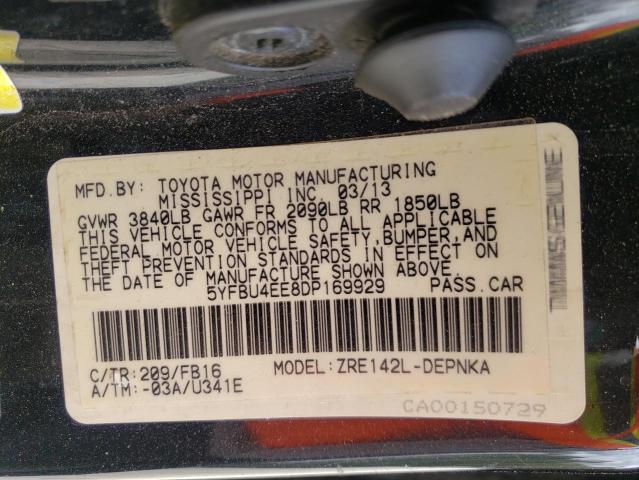 MFD.BY: TOYOTA MOTOR MANUFACTURING
MISSISSIPPI INC 03/13
GVWR 3840LB GAWR FR 2090LB RR 1850LB
THIS VEHICLE CONFORMS TO ALL APPLICABLE
FEDERAL MOTOR VEHICLE SAFETY,BUMPER,AND
THEFT PREVENTION STANDARDS IN EFFECT ON
THE DATE OF MANUFACTURE SHOWN ABOVE.
5YFBU4EE8DP169929 PASS.CAR
C/TR:209/FB16 MODEL:ZRE142L-DEPNKA
A/TM:-03A/U341E
CA00150729